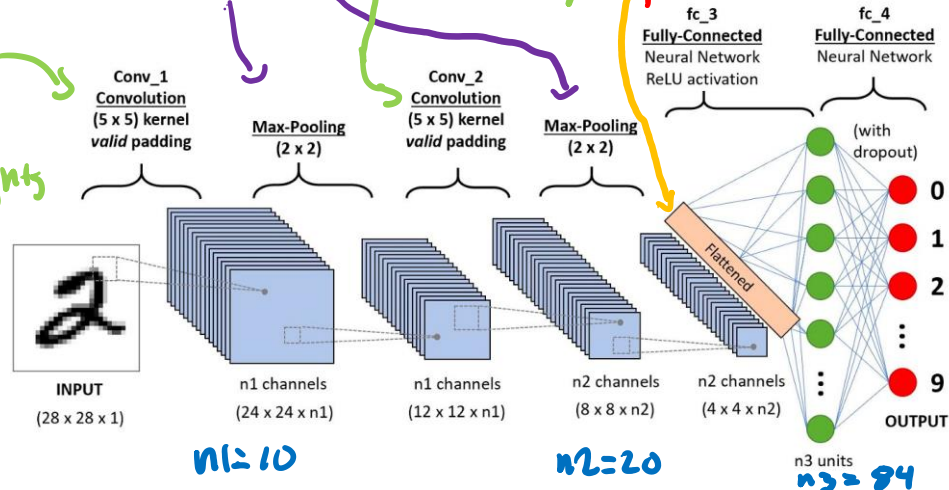 fc_3
Fully-Connected
Neural Network
ReLU activation
fc_4
Fully-Connected
Neural Network
Conv_1
Convolution
(5 x 5) kernel
valid padding
Max-Pooling
(2 x 2)
Conv_2
Convolution
(5 x 5) kernel
valid padding
Max-Pooling
(2 x 2)
(with
dropout)
nts
Flattened
0
1
2
9
INPUT
(28 x 28 x 1)
n1 channels
(24 x 24 x n1)
n1 channels
(12 x 12 x n1)
n2 channels
(8 x 8 x n2)
n2 channels
(4 x 4 x n2)
OUTPUT
n3 units
n1=10
n2=20
n3=84